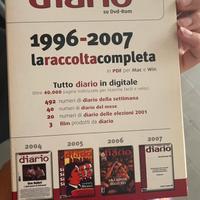 diario
su Dvd-Rom
1996-2007
laraccoltacompleta
in PDF per Mac e Win
Tutto diario in digitale
Oltre 40.000 pagine indicizzate per ricerche facili e veloci
492 numeri di diario della settimana
40 numeri di diario del mese
20 numeri di diario delle elezioni 2001
3 film prodotti da diario
2004 2005 2006 2007
diario
diario